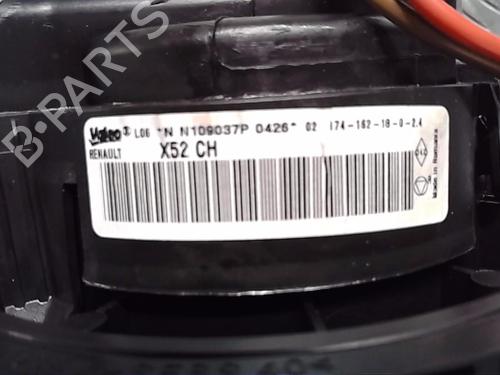 B-PARTS
Valeo L06 *N N109037P 0426* 02 174-162-18-0-2.4
RENAULT X52 CH
Made in Romania